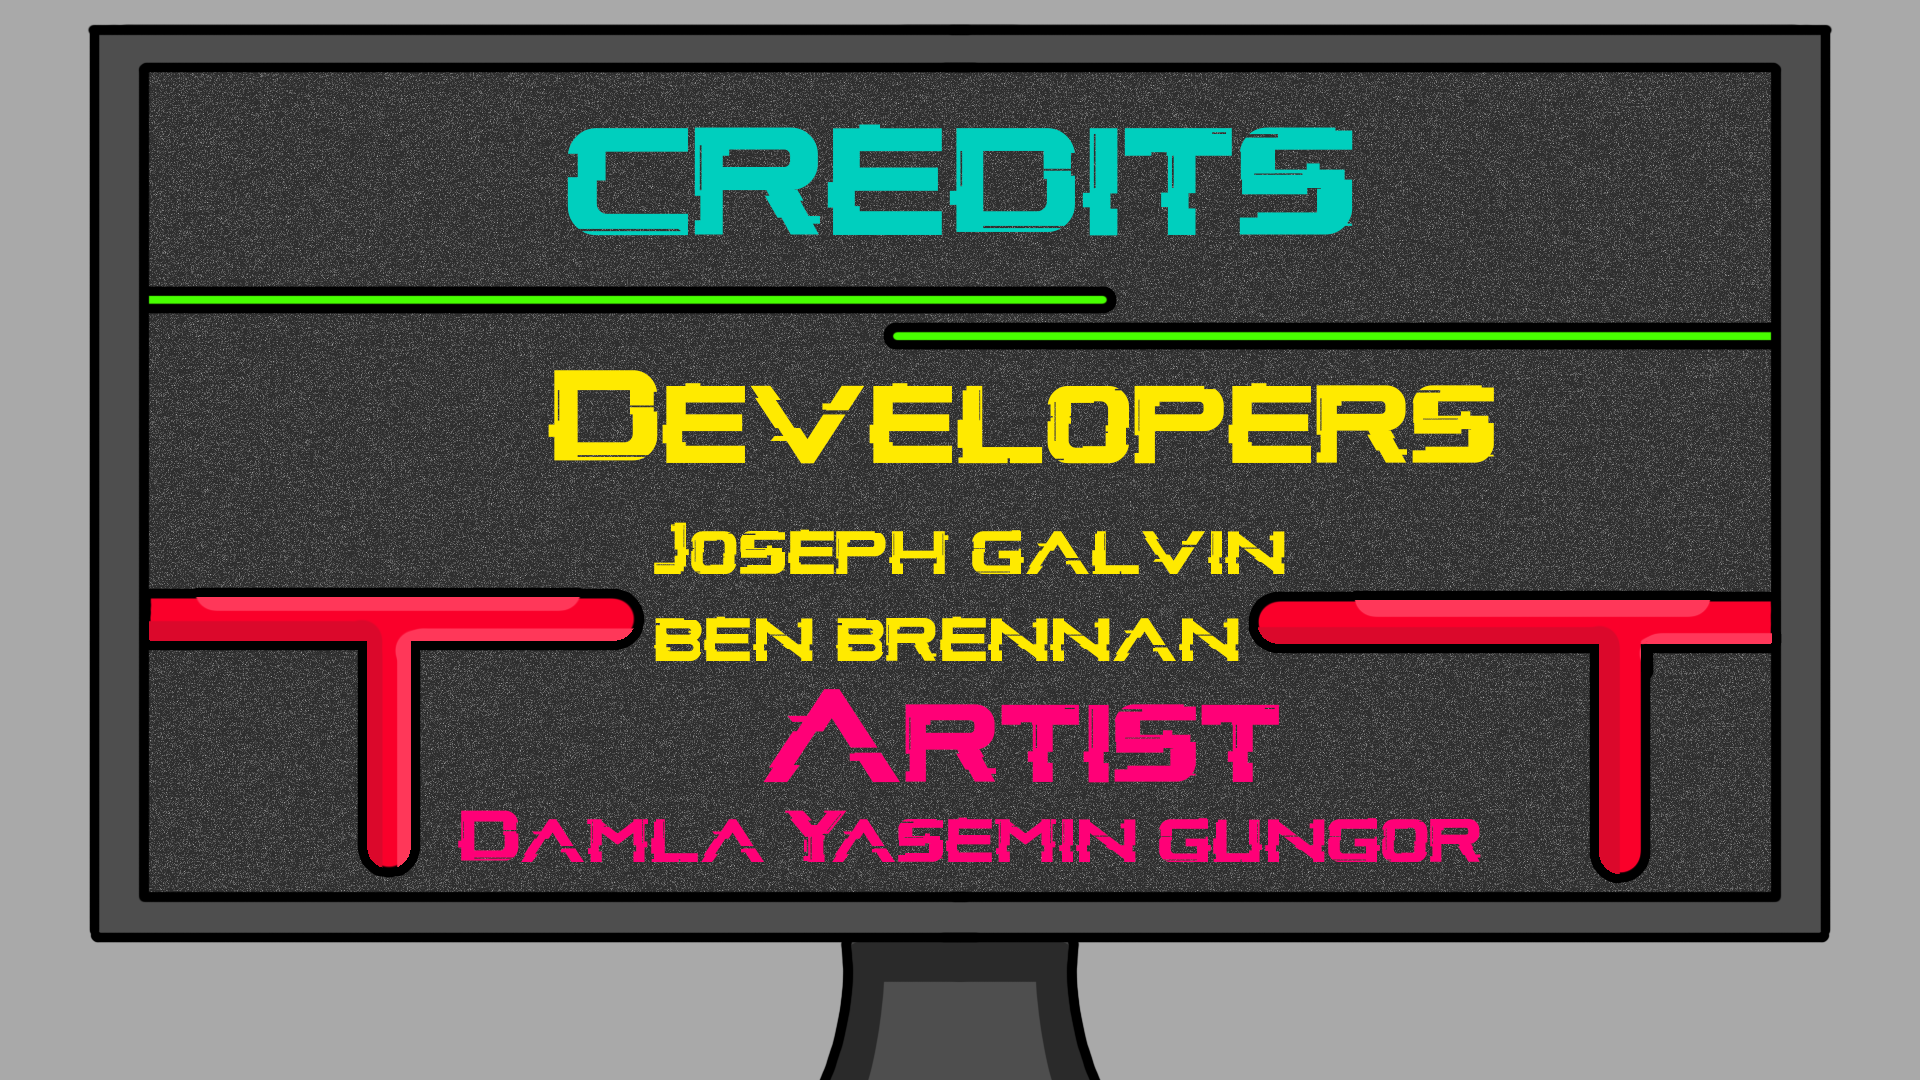 CREDITS
DEVELOPERS
JOSEPH GALVIN
BEN BRENNAN
ARTIST
DAMLA YASEMIN GUNGOR